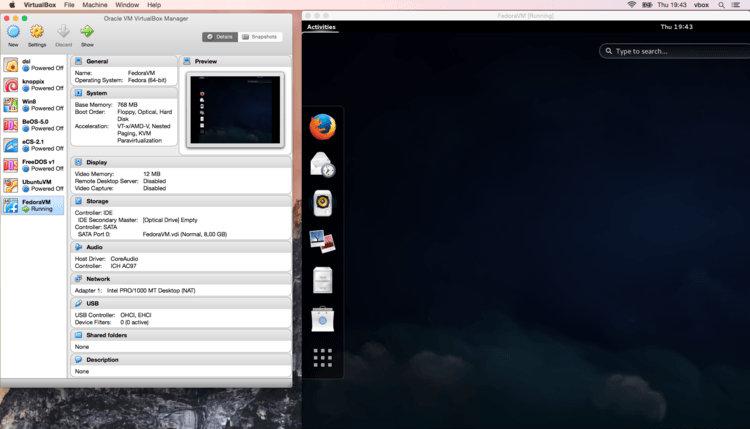 VirtualBox File Machine Window Help
Thu 19:43 vbox
Oracle VM VirtualBox Manager
New Settings Discard Show
Details Snapshots
dsl
Powered Off
knoppix
Powered Off
Win8
Powered Off
BeOS-5.0
Powered Off
eCS-2.1
Powered Off
FreeDOS v1
Powered Off
UbuntuVM
Powered Off
FedoraVM
Running
General
Name: FedoraVM
Operating System: Fedora (64-bit)
System
Base Memory: 768 MB
Boot Order: Floppy, Optical, Hard
Disk
Acceleration: VT-x/AMD-V, Nested
Paging, KVM
Paravirtualization
Preview
Display
Video Memory: 12 MB
Remote Desktop Server: Disabled
Video Capture: Disabled
Storage
Controller: IDE
IDE Secondary Master: [Optical Drive] Empty
Controller: SATA
SATA Port 0: FedoraVM.vdi (Normal, 8,00 GB)
Audio
Host Driver: CoreAudio
Controller: ICH AC97
Network
Adapter 1: Intel PRO/1000 MT Desktop (NAT)
USB
USB Controller: OHCI, EHCI
Device Filters: 0 (0 active)
Shared folders
None
Description
None
FedoraVM [Running]
Activities
Thu 19:43
Type to search...